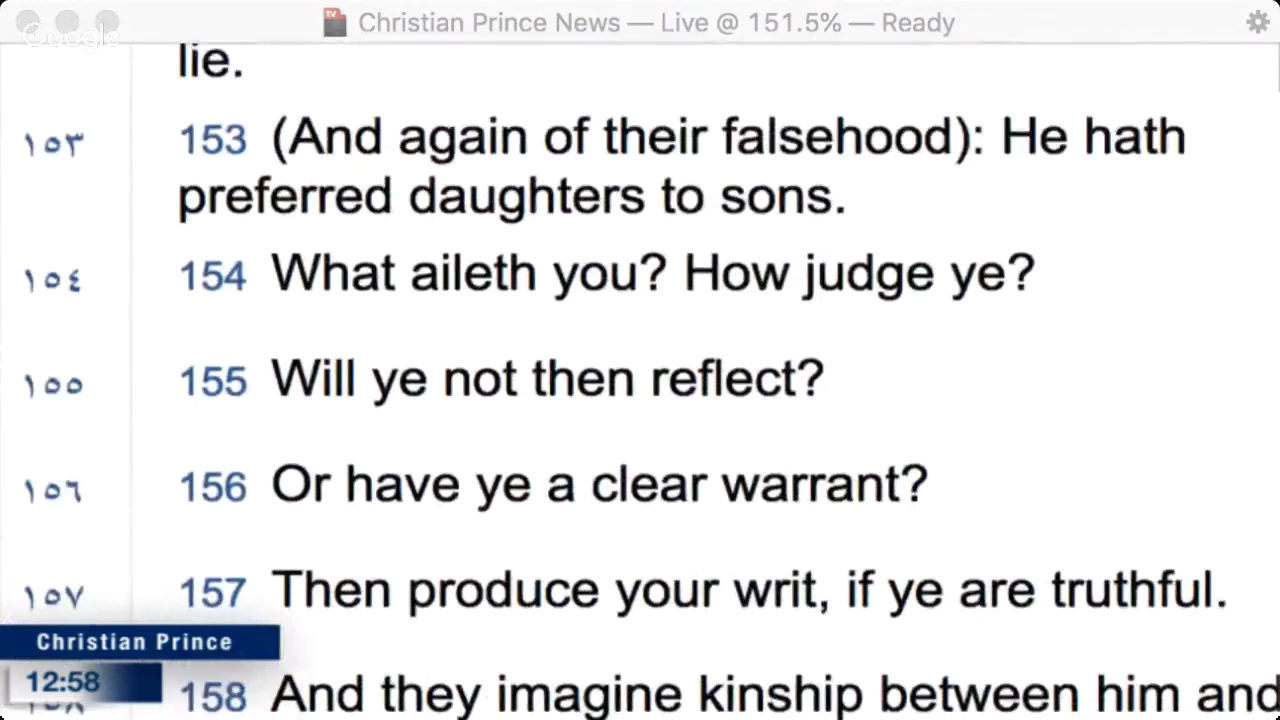 Christian Prince News — Live @ 151.5% — Ready
Google
lie.
١٥٣ 153 (And again of their falsehood): He hath
preferred daughters to sons.
١٥٤ 154 What aileth you? How judge ye?
١٥٥ 155 Will ye not then reflect?
١٥٦ 156 Or have ye a clear warrant?
١٥٧ 157 Then produce your writ, if ye are truthful.
Christian Prince
12:58
158 And they imagine kinship between him and